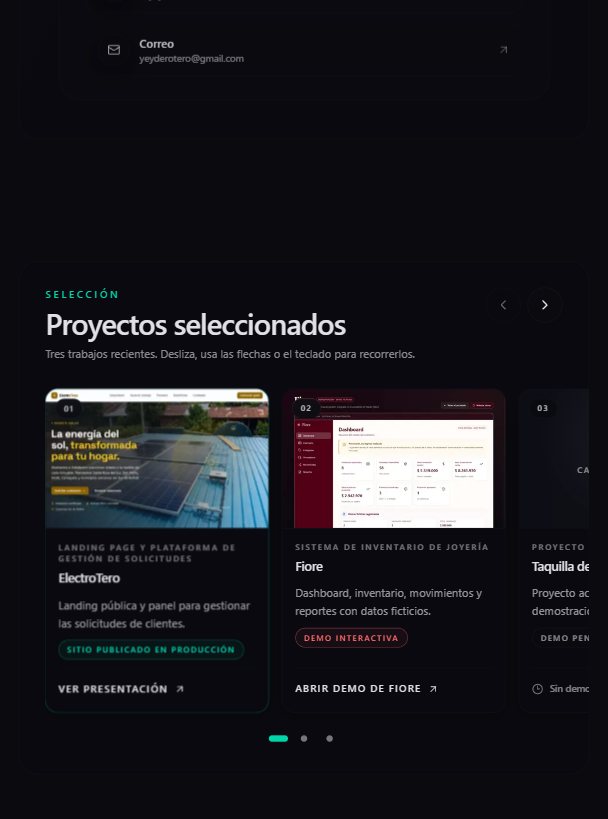 Correo
yeyderotero@gmail.com
SELECCIÓN
Proyectos seleccionados
Tres trabajos recientes. Desliza, usa las flechas o el teclado para recorrerlos.
01
La energía del
sol, transformada
para tu hogar.
LANDING PAGE Y PLATAFORMA DE
GESTIÓN DE SOLICITUDES
ElectroTero
Landing pública y panel para gestionar
las solicitudes de clientes.
SITIO PUBLICADO EN PRODUCCIÓN
VER PRESENTACIÓN
02
Fiore
Dashboard
SISTEMA DE INVENTARIO DE JOYERÍA
Fiore
Dashboard, inventario, movimientos y
reportes con datos ficticios.
DEMO INTERACTIVA
ABRIR DEMO DE FIORE
03
CA
PROYECTO
Taquilla de
Proyecto ac
demostraci
DEMO PEN
Sin demo